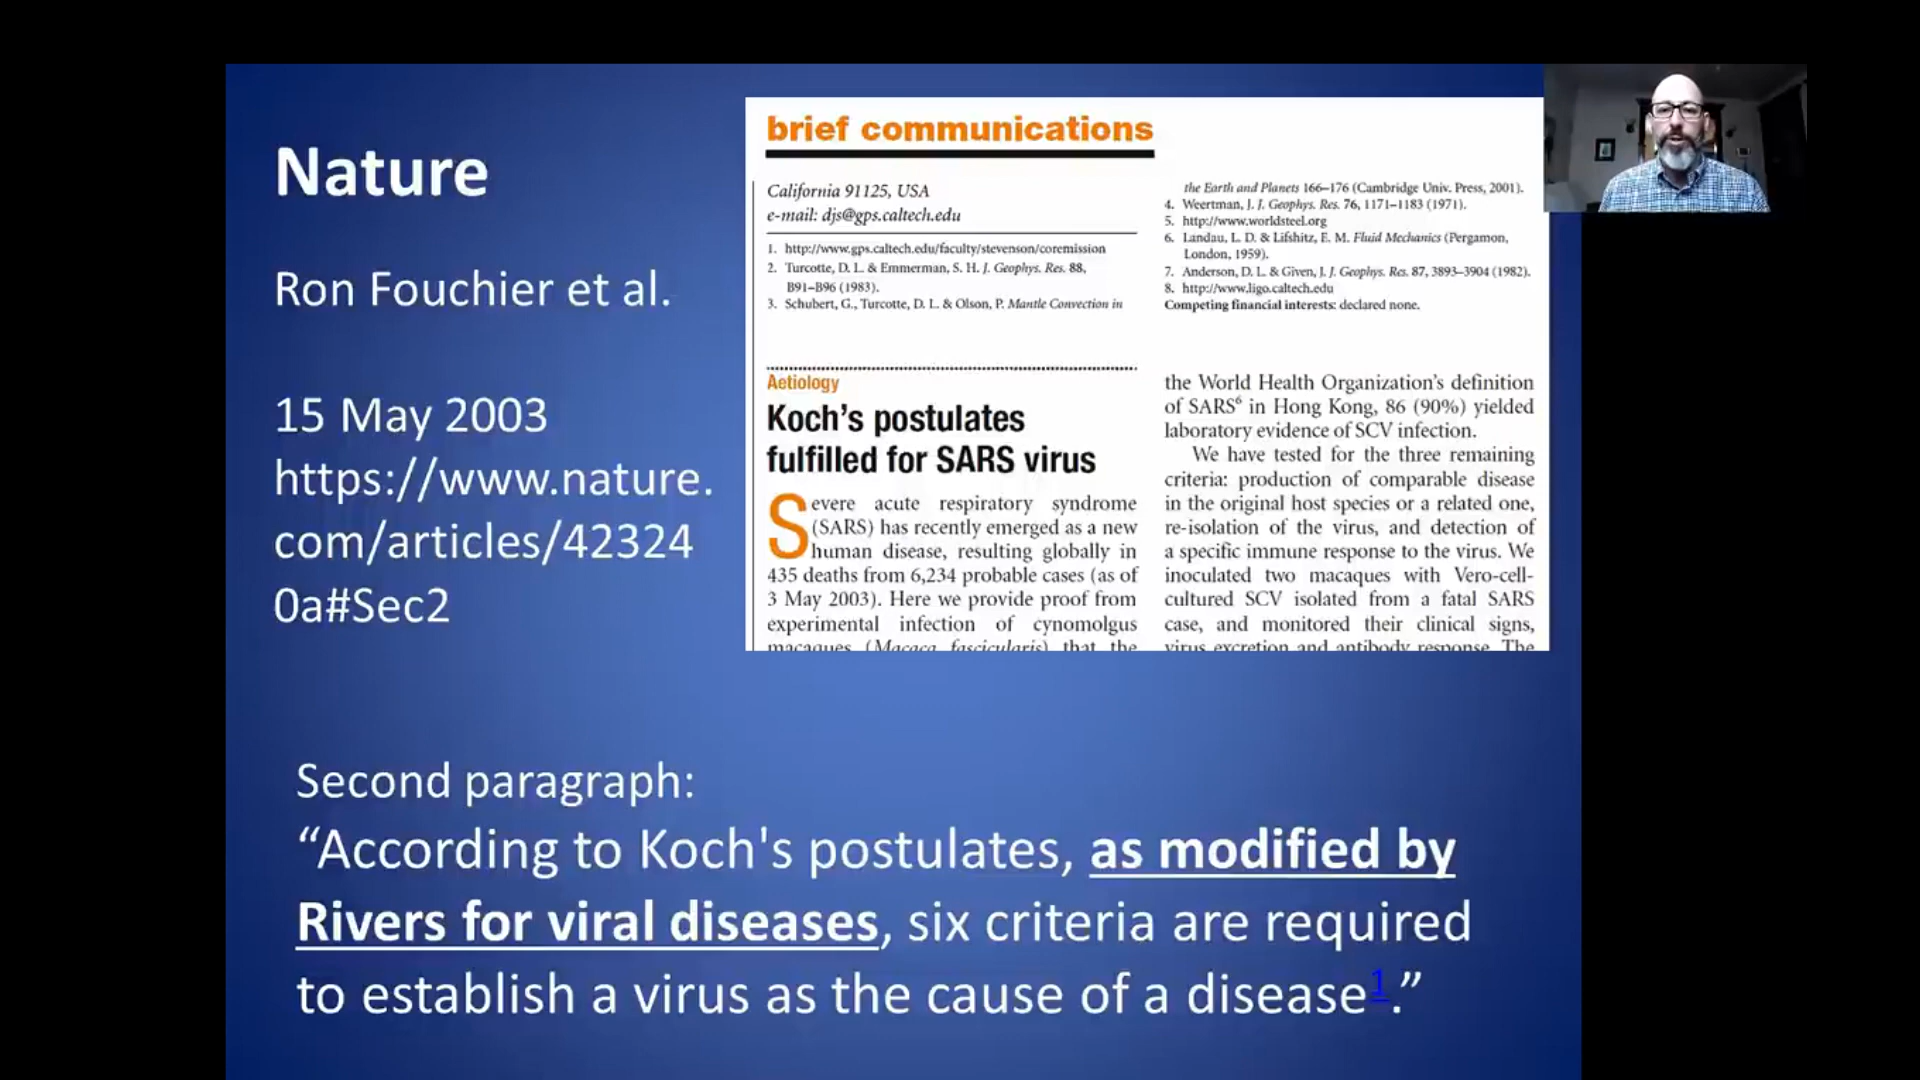 Nature
Ron Fouchier et al.
15 May 2003
https://www.nature.
com/articles/42324
0a#Sec2
brief communications
California 91125, USA
e-mail: djs@gps.caltech.edu
1. http://www.gps.caltech.edu/faculty/stevenson/coremission
2. Turcotte, D. L. & Emmerman, S. H. J. Geophys. Res. 88,
B91–B96 (1983).
3. Schubert, G., Turcotte, D. L. & Olson, P. Mantle Convection in
the Earth and Planets 166–176 (Cambridge Univ. Press, 2001).
4. Weertman, J. J. Geophys. Res. 76, 1171–1183 (1971).
5. http://www.worldsteel.org
6. Landau, L. D. & Lifshitz, E. M. Fluid Mechanics (Pergamon,
London, 1959).
7. Anderson, D. L. & Given, J. J. Geophys. Res. 87, 3893–3904 (1982).
8. http://www.ligo.caltech.edu
Competing financial interests: declared none.
Aetiology
Koch's postulates
fulfilled for SARS virus
Severe acute respiratory syndrome
(SARS) has recently emerged as a new
human disease, resulting globally in
435 deaths from 6,234 probable cases (as of
3 May 2003). Here we provide proof from
experimental infection of cynomolgus
macaques (Macaca fascicularis) that the
the World Health Organization's definition
of SARS6 in Hong Kong, 86 (90%) yielded
laboratory evidence of SCV infection.
We have tested for the three remaining
criteria: production of comparable disease
in the original host species or a related one,
re-isolation of the virus, and detection of
a specific immune response to the virus. We
inoculated two macaques with Vero-cell-
cultured SCV isolated from a fatal SARS
case, and monitored their clinical signs,
virus excretion and antibody response. The
Second paragraph:
“According to Koch's postulates, as modified by
Rivers for viral diseases, six criteria are required
to establish a virus as the cause of a disease1.”